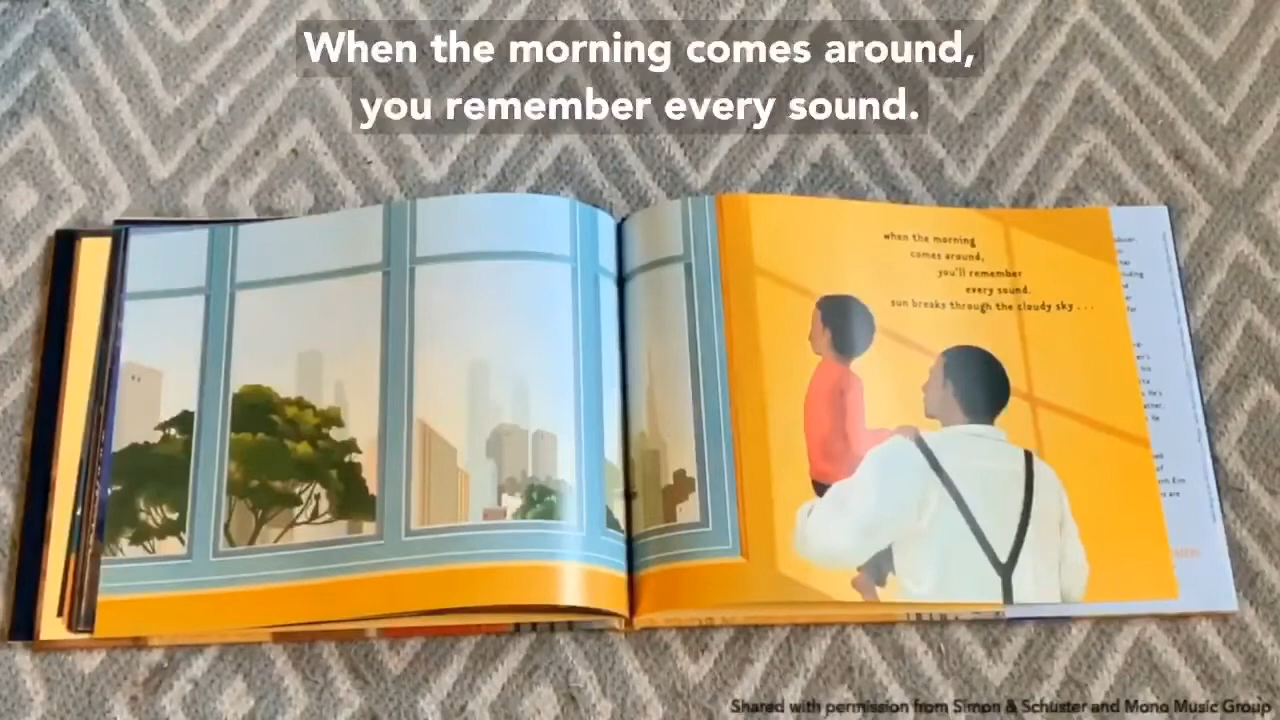 When the morning comes around,
you remember every sound.
when the morning
comes around,
you'll remember
every sound.
sun breaks through the cloudy sky . . .
Shared with permission from Simon & Schuster and Mono Music Group